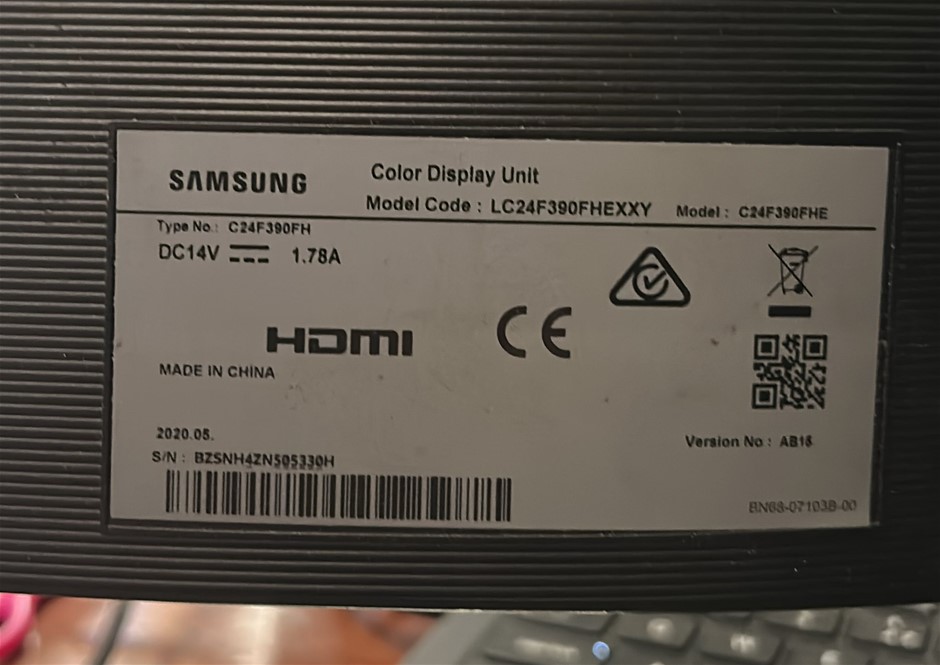 SAMSUNG
Color Display Unit
Model Code : LC24F390FHEXXY Model : C24F390FHE
Type No.: C24F390FH
DC14V 1.78A
HDMI
CE
MADE IN CHINA
2020.05.
S/N : BZSNH4ZN505330H
Version No : AB15
BN68-07103B-00